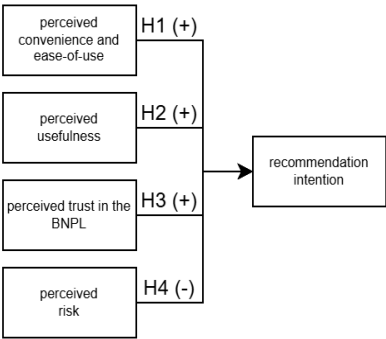 perceived
convenience and
ease-of-use
H1 (+)
perceived
usefulness
H2 (+)
perceived trust in the
BNPL
H3 (+)
perceived
risk
H4 (-)
recommendation
intention